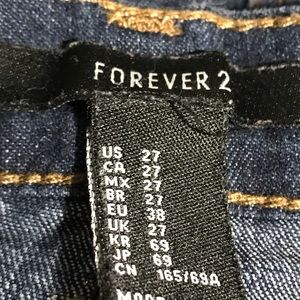 FOREVER 2
US 27
CA 27
MX 27
BR 27
EU 38
UK 27
KR 69
JP 69
CN 165/69A